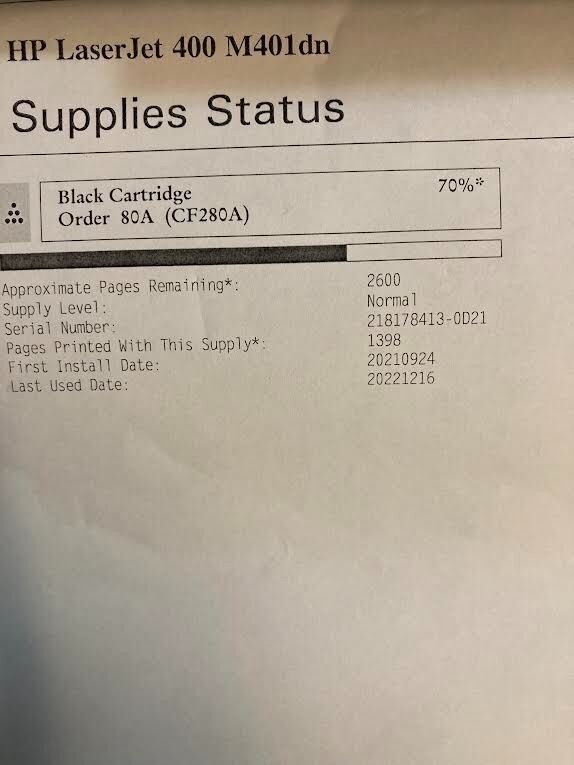 HP LaserJet 400 M401dn
Supplies Status
Black Cartridge 70%*
Order 80A (CF280A)
Approximate Pages Remaining*: 2600
Supply Level: Normal
Serial Number: 218178413-0D21
Pages Printed With This Supply*: 1398
First Install Date: 20210924
Last Used Date: 20221216